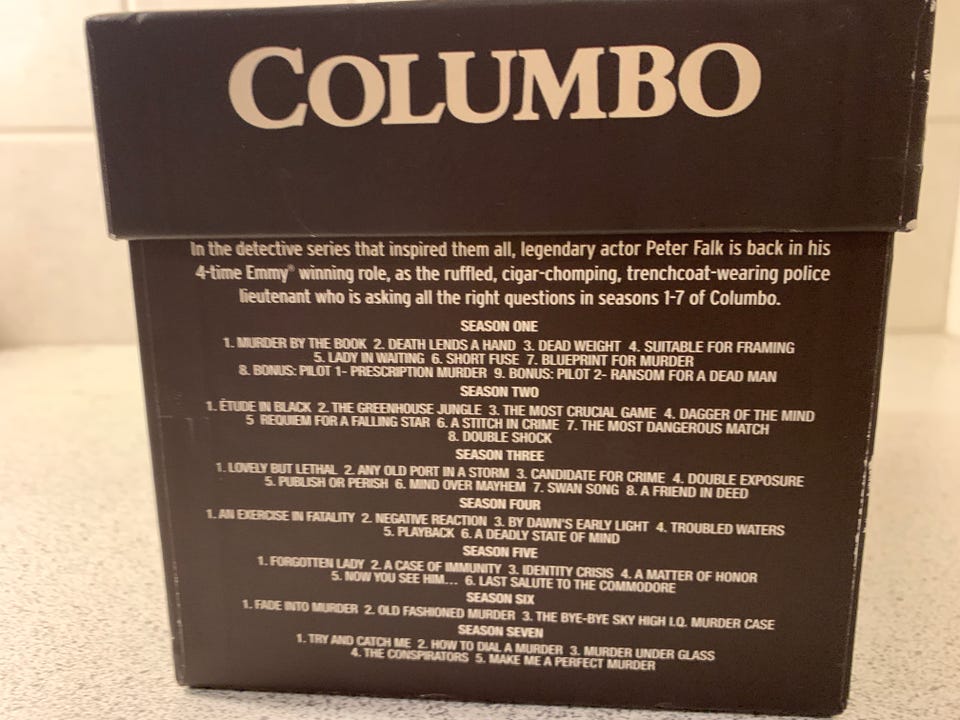 COLUMBO
In the detective series that inspired them all, legendary actor Peter Falk is back in his
4-time Emmy® winning role, as the ruffled, cigar-chomping, trenchcoat-wearing police
lieutenant who is asking all the right questions in seasons 1-7 of Columbo.
SEASON ONE
1. MURDER BY THE BOOK 2. DEATH LENDS A HAND 3. DEAD WEIGHT 4. SUITABLE FOR FRAMING
5. LADY IN WAITING 6. SHORT FUSE 7. BLUEPRINT FOR MURDER
8. BONUS: PILOT 1- PRESCRIPTION MURDER 9. BONUS: PILOT 2- RANSOM FOR A DEAD MAN
SEASON TWO
1. ÉTUDE IN BLACK 2. THE GREENHOUSE JUNGLE 3. THE MOST CRUCIAL GAME 4. DAGGER OF THE MIND
5 REQUIEM FOR A FALLING STAR 6. A STITCH IN CRIME 7. THE MOST DANGEROUS MATCH
8. DOUBLE SHOCK
SEASON THREE
1. LOVELY BUT LETHAL 2. ANY OLD PORT IN A STORM 3. CANDIDATE FOR CRIME 4. DOUBLE EXPOSURE
5. PUBLISH OR PERISH 6. MIND OVER MAYHEM 7. SWAN SONG 8. A FRIEND IN DEED
SEASON FOUR
1. AN EXERCISE IN FATALITY 2. NEGATIVE REACTION 3. BY DAWN'S EARLY LIGHT 4. TROUBLED WATERS
5. PLAYBACK 6. A DEADLY STATE OF MIND
SEASON FIVE
1. FORGOTTEN LADY 2. A CASE OF IMMUNITY 3. IDENTITY CRISIS 4. A MATTER OF HONOR
5. NOW YOU SEE HIM... 6. LAST SALUTE TO THE COMMODORE
SEASON SIX
1. FADE INTO MURDER 2. OLD FASHIONED MURDER 3. THE BYE-BYE SKY HIGH I.Q. MURDER CASE
SEASON SEVEN
1. TRY AND CATCH ME 2. HOW TO DIAL A MURDER 3. MURDER UNDER GLASS
4. THE CONSPIRATORS 5. MAKE ME A PERFECT MURDER